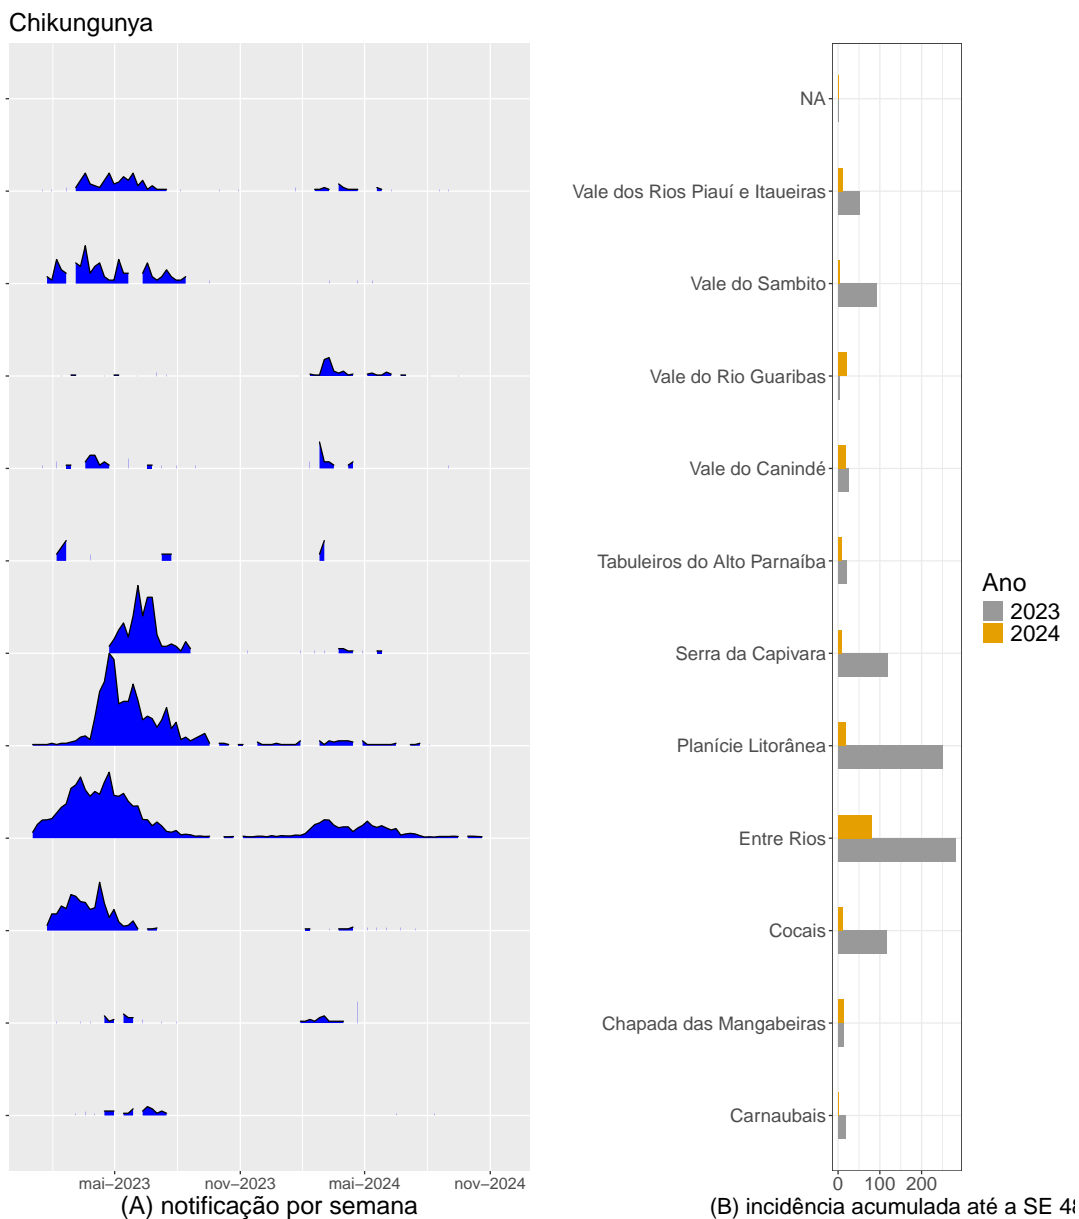 Chikungunya
NA
Vale dos Rios Piauí e Itaueiras
Vale do Sambito
Vale do Rio Guaribas
Vale do Canindé
Tabuleiros do Alto Parnaíba
Serra da Capivara
Planície Litorânea
Entre Rios
Cocais
Chapada das Mangabeiras
Carnaubais
Ano
2023
2024
mai–2023 nov–2023 mai–2024 nov–2024
(A) notificação por semana
0 100 200
(B) incidência acumulada até a SE 48